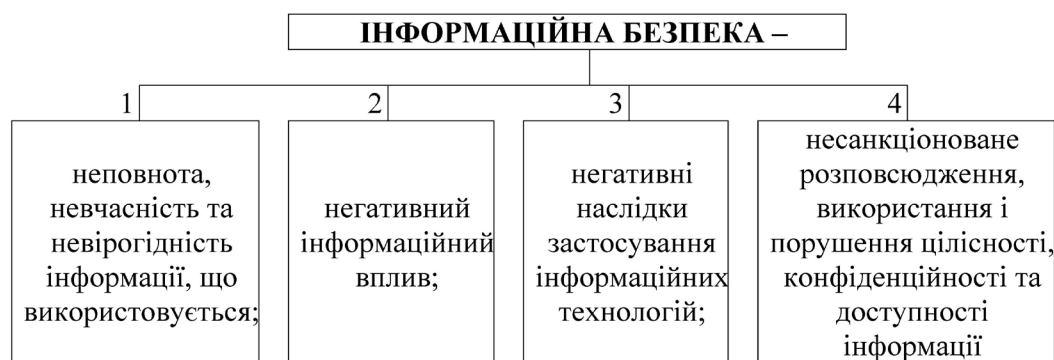 ІНФОРМАЦІЙНА БЕЗПЕКА –
1
неповнота,
невчасність та
невірогідність
інформації, що
використовується;
2
негативний
інформаційний
вплив;
3
негативні
наслідки
застосування
інформаційних
технологій;
4
несанкціоноване
розповсюдження,
використання і
порушення цілісності,
конфіденційності та
доступності
інформації